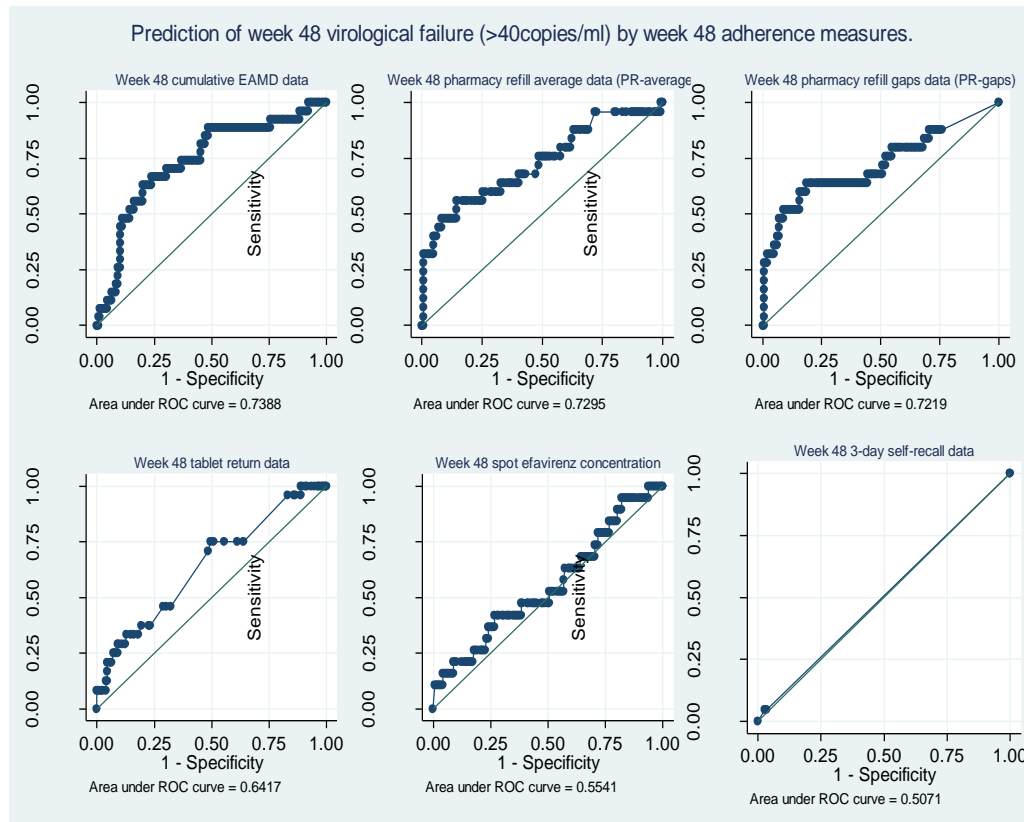 Prediction of week 48 virological failure (>40copies/ml) by week 48 adherence measures.
Week 48 cumulative EAMD data
1.00
0.75
0.50
0.25
0.00
0.00 0.25 0.50 0.75 1.00
1 - Specificity
Area under ROC curve = 0.7388
Week 48 pharmacy refill average data (PR-average
Sensitivity
1.00
0.75
0.50
0.25
0.00
0.00 0.25 0.50 0.75 1.00
1 - Specificity
Area under ROC curve = 0.7295
Week 48 pharmacy refill gaps data (PR-gaps)
Sensitivity
1.00
0.75
0.50
0.25
0.00
0.00 0.25 0.50 0.75 1.00
1 - Specificity
Area under ROC curve = 0.7219
Week 48 tablet return data
1.00
0.75
0.50
0.25
0.00
0.00 0.25 0.50 0.75 1.00
1 - Specificity
Area under ROC curve = 0.6417
Week 48 spot efavirenz concentration
Sensitivity
1.00
0.75
0.50
0.25
0.00
0.00 0.25 0.50 0.75 1.00
1 - Specificity
Area under ROC curve = 0.5541
Week 48 3-day self-recall data
Sensitivity
1.00
0.75
0.50
0.25
0.00
0.00 0.25 0.50 0.75 1.00
1 - Specificity
Area under ROC curve = 0.5071